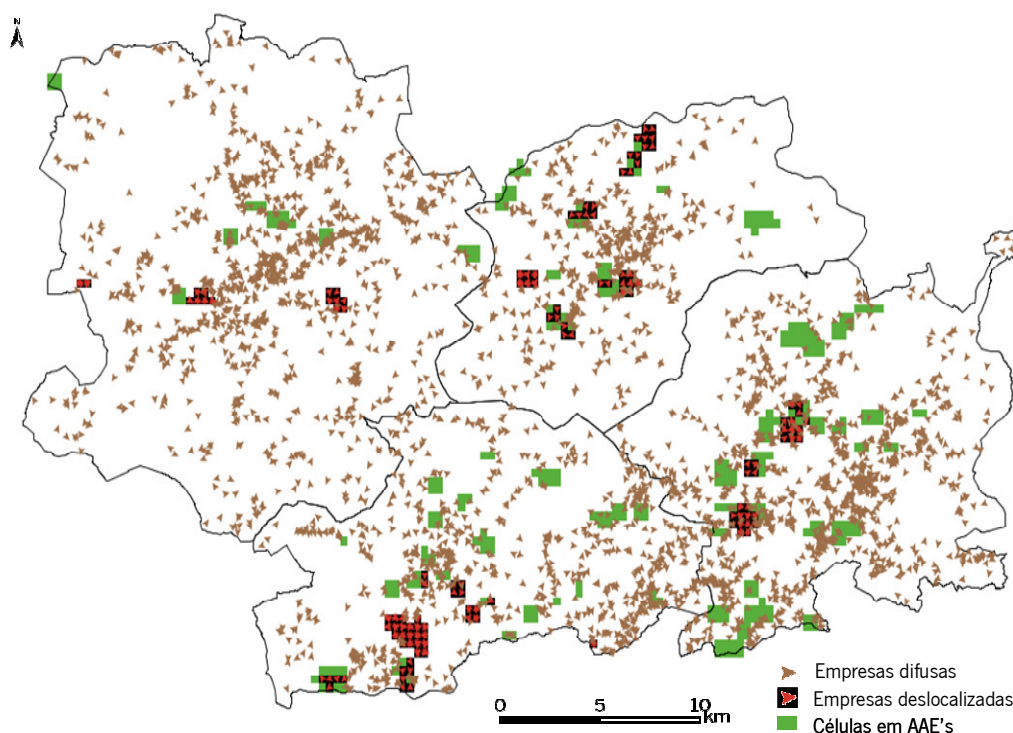 N
Empresas difusas
Empresas deslocalizadas
Células em AAE's
0 5 10
km